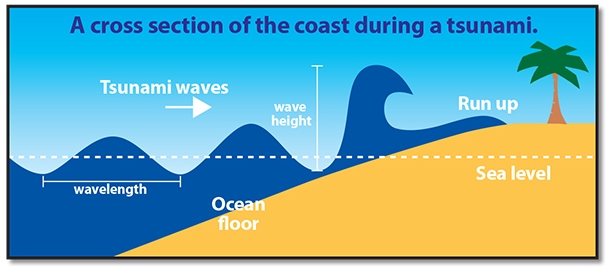 A cross section of the coast during a tsunami.
Tsunami waves
wave
height
Run up
wavelength
Sea level
Ocean
floor